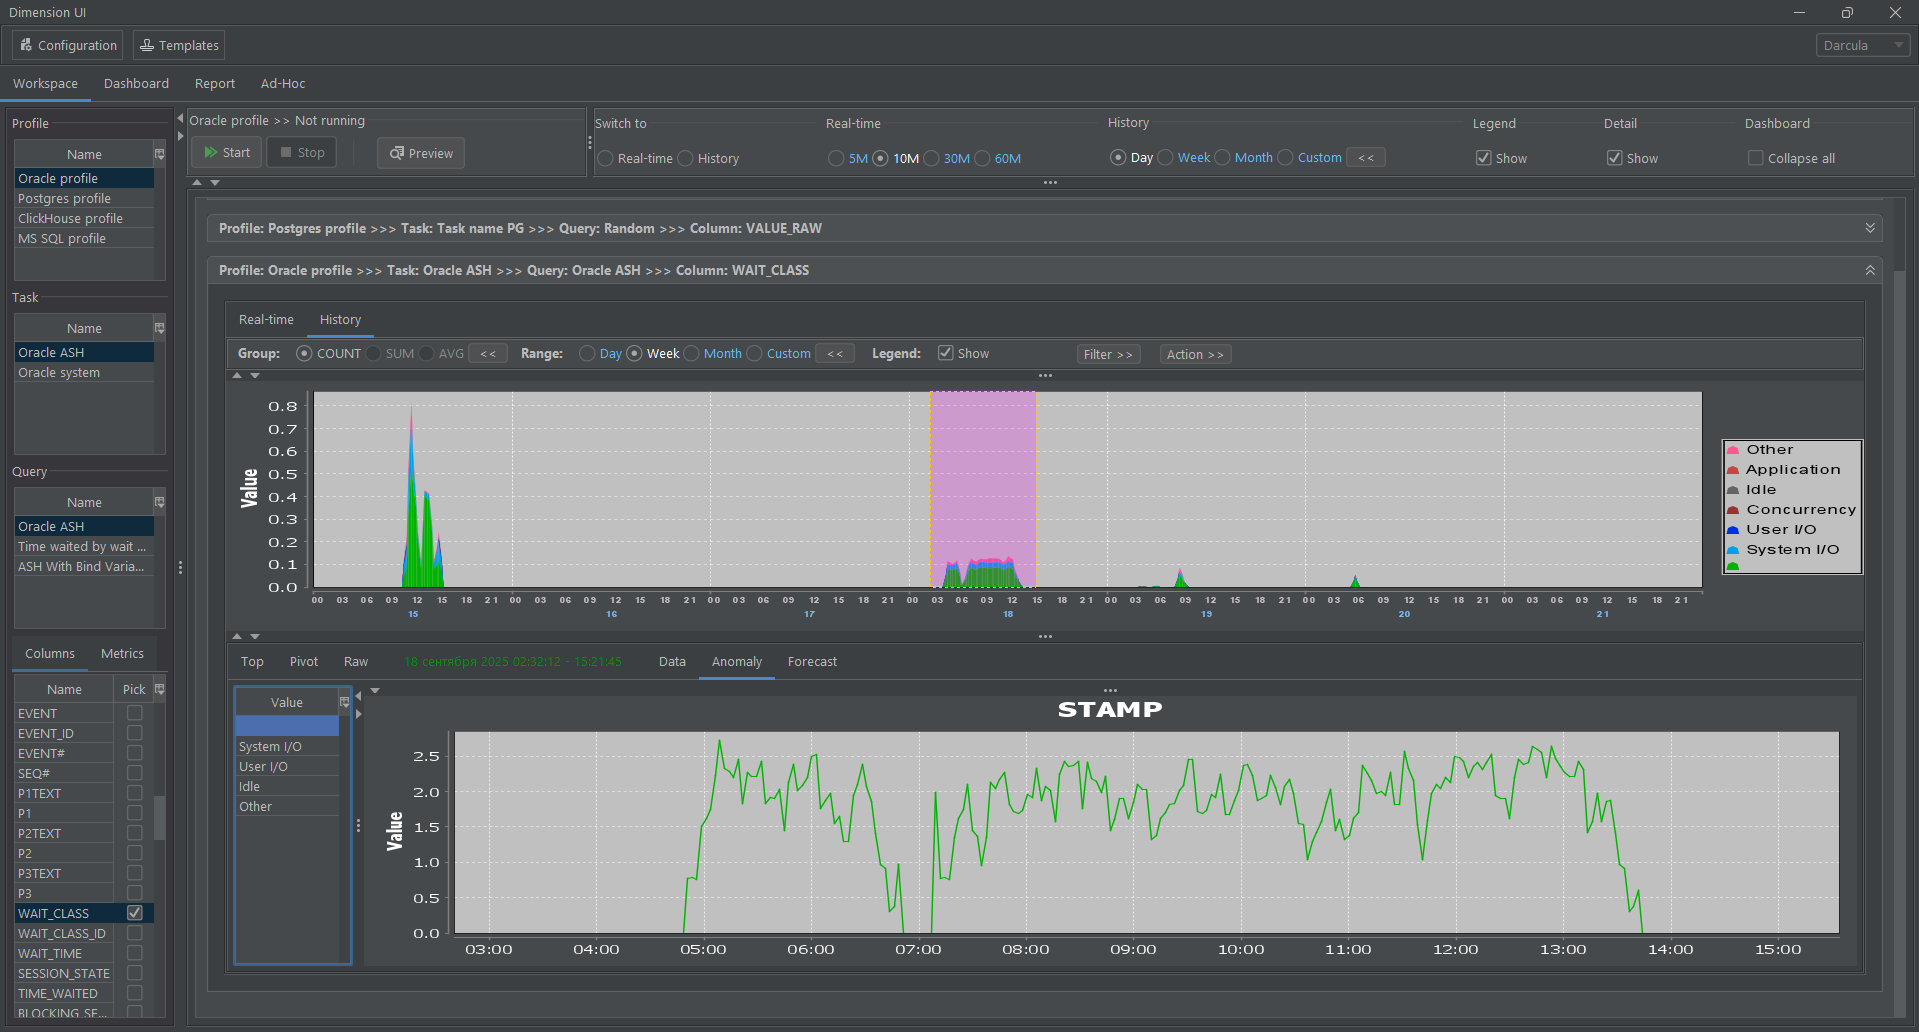 Dimension UI
Configuration Templates Darcula
Workspace Dashboard Report Ad-Hoc
Profile
Name
Oracle profile
Postgres profile
ClickHouse profile
MS SQL profile
Task
Name
Oracle ASH
Oracle system
Query
Name
Oracle ASH
Time waited by wait ...
ASH With Bind Varia...
Columns Metrics
Name Pick
EVENT
EVENT_ID
EVENT#
SEQ#
P1TEXT
P1
P2TEXT
P2
P3TEXT
P3
WAIT_CLASS
WAIT_CLASS_ID
WAIT_TIME
SESSION_STATE
TIME_WAITED
BLOCKING_SE...
Oracle profile >> Not running
Start Stop Preview
Switch to
Real-time History
Real-time
5M 10M 30M 60M
History
Day Week Month Custom <<
Legend
Show
Detail
Show
Dashboard
Collapse all
Profile: Postgres profile >>> Task: Task name PG >>> Query: Random >>> Column: VALUE_RAW
Profile: Oracle profile >>> Task: Oracle ASH >>> Query: Oracle ASH >>> Column: WAIT_CLASS
Real-time History
Group: COUNT SUM AVG << Range: Day Week Month Custom << Legend: Show Filter >> Action >>
Value
0.8
0.7
0.6
0.5
0.4
0.3
0.2
0.1
0.0
00 03 06 09 12 15 18 21 00 03 06 09 12 15 18 21 00 03 06 09 12 15 18 21 00 03 06 09 12 15 18 21 00 03 06 09 12 15 18 21 00 03 06 09 12 15 18 21 00 03 06 09 12 15 18 21
15 16 17 18 19 20 21
Other
Application
Idle
Concurrency
User I/O
System I/O
Top Pivot Raw 18 сентября 2025 02:32:12 - 15:21:45 Data Anomaly Forecast
Value
System I/O
User I/O
Idle
Other
STAMP
Value
2.5
2.0
1.5
1.0
0.5
0.0
03:00 04:00 05:00 06:00 07:00 08:00 09:00 10:00 11:00 12:00 13:00 14:00 15:00